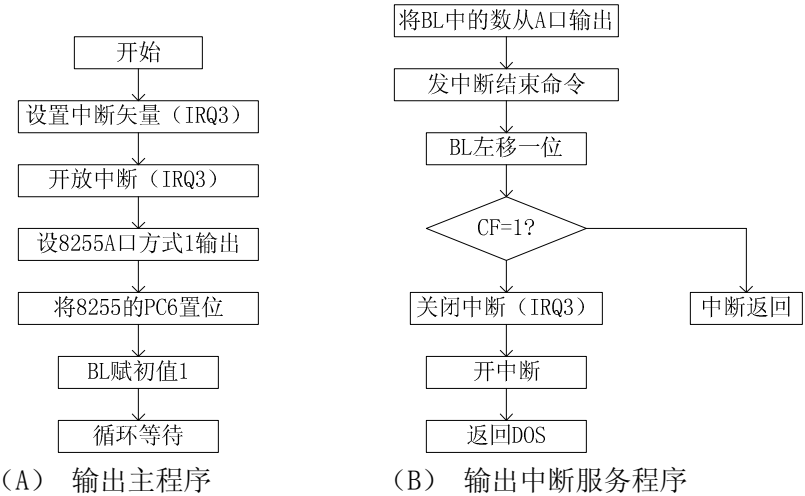 开始
设置中断矢量（IRQ3）
开放中断（IRQ3）
设8255A口方式1输出
将8255的PC6置位
BL赋初值1
循环等待
（A） 输出主程序
将BL中的数从A口输出
发中断结束命令
BL左移一位
CF=1?
关闭中断（IRQ3）
中断返回
开中断
返回DOS
（B） 输出中断服务程序